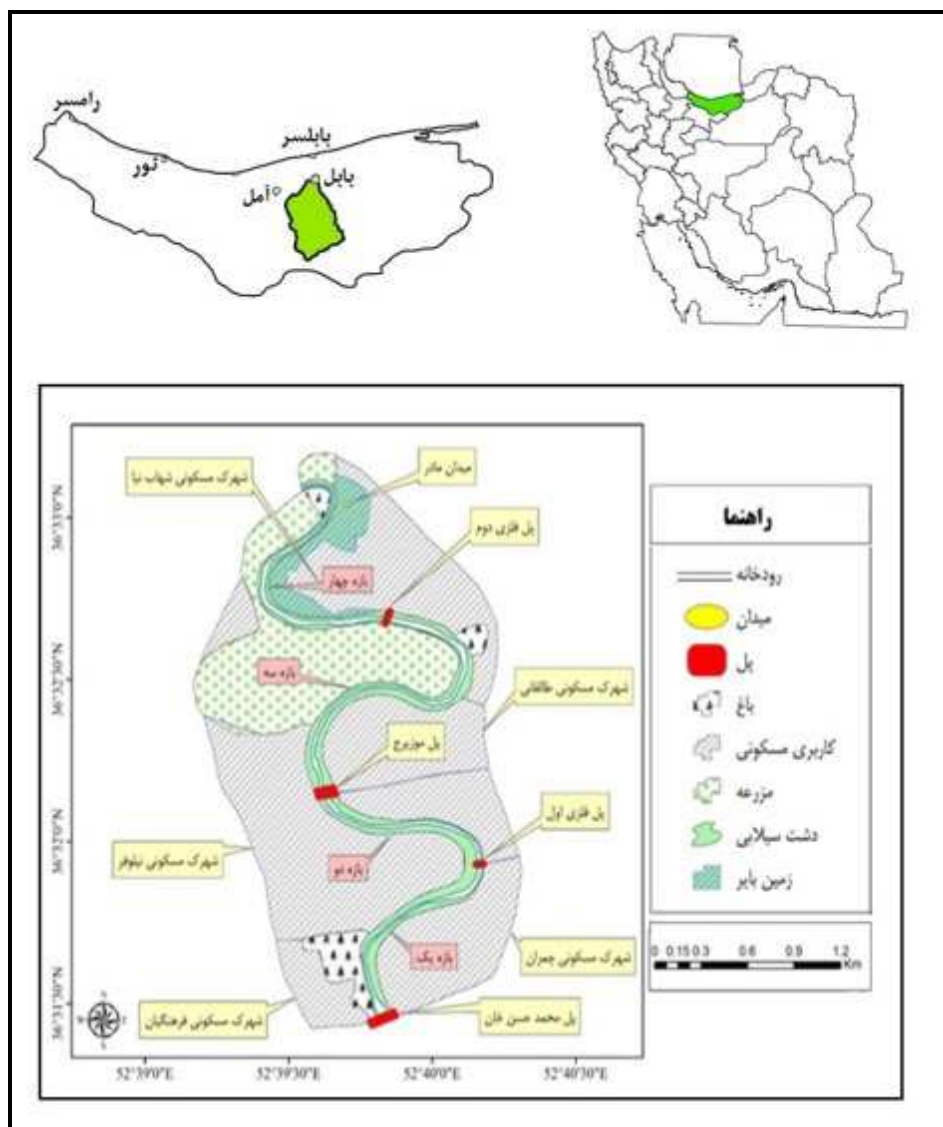 رامسر
نور
بابلسر
بابل
آمل
میدان مادر
شهرک مسکونی شهاب نیا
پل فلزی دوم
بازه چهار
بازه سه
شهرک مسکونی طالقانی
پل موزیرج
پل فلزی اول
شهرک مسکونی نیلوفر
بازه دو
بازه یک
شهرک مسکونی چمران
شهرک مسکونی فرهنگیان
پل محمد حسن خان
36°33'0"N
36°32'30"N
36°32'0"N
36°31'30"N
52°39'0"E
52°39'30"E
52°40'0"E
52°40'30"E
راهنما
رودخانه
میدان
پل
باغ
کاربری مسکونی
مزرعه
دشت سیلابی
زمین بایر
0 0.15 0.3 0.6 0.9 1.2
Km